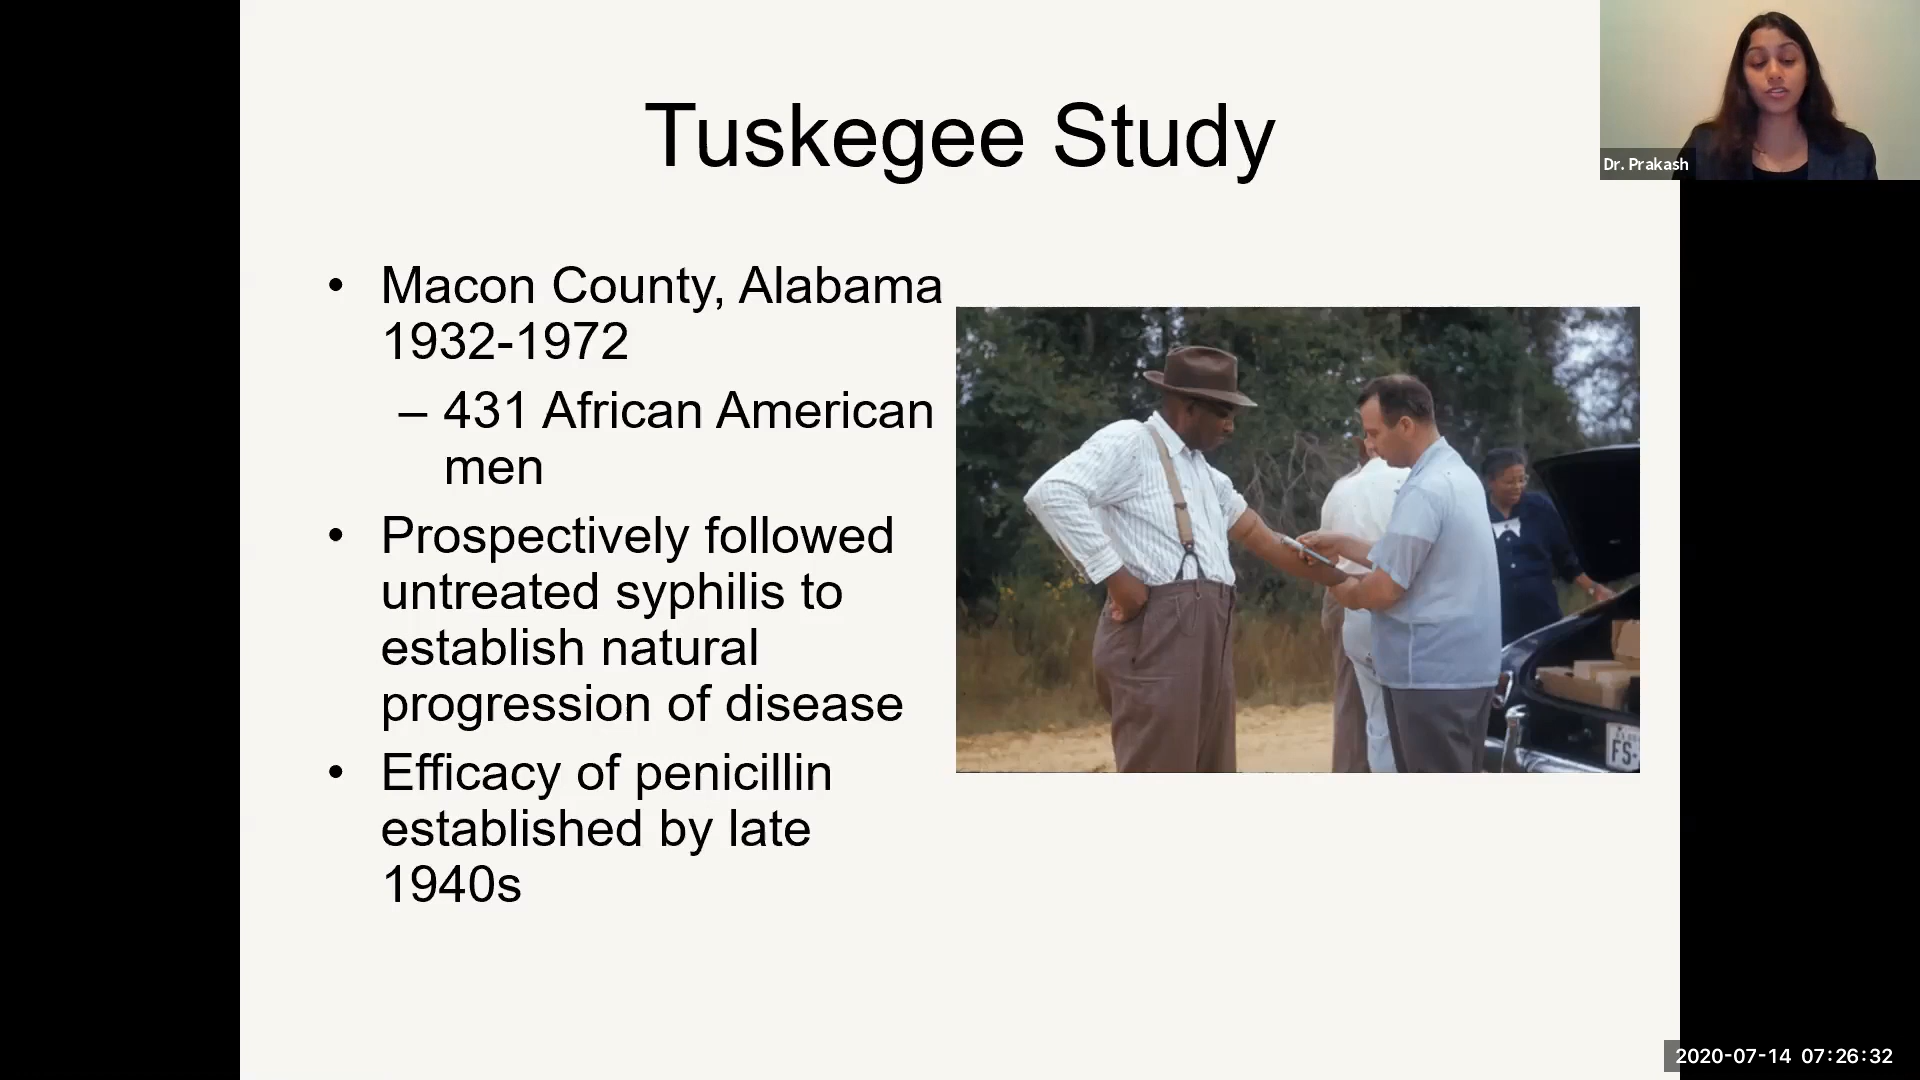 Tuskegee Study
Dr. Prakash
• Macon County, Alabama
1932-1972
– 431 African American
men
• Prospectively followed
untreated syphilis to
establish natural
progression of disease
• Efficacy of penicillin
established by late
1940s
FS-
2020-07-14 07:26:32